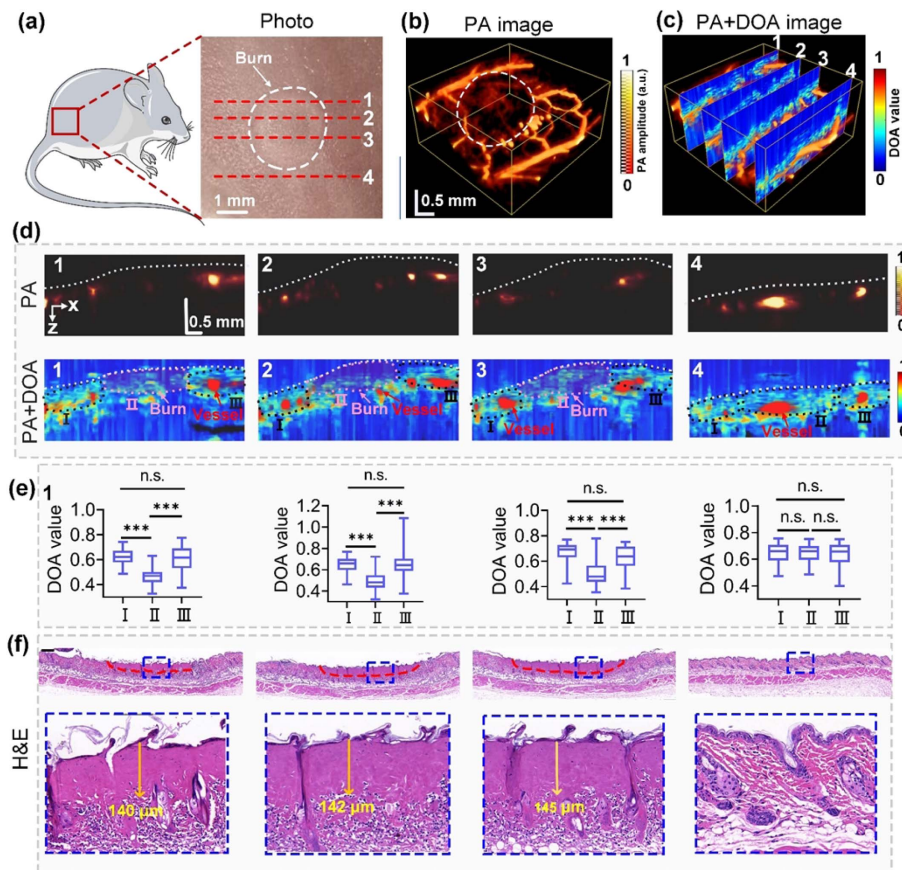 (a)
Photo
Burn
1
2
3
4
1 mm
(b)
PA image
1
PA amplitude (a.u.)
0
0.5 mm
(c)
PA+DOA image
1
2
3
4
1
DOA value
0
(d)
PA
1
x
z
0.5 mm
2
3
4
1
0
PA+DOA
1
I
II
Burn
Vessel
III
2
I
II
Burn
Vessel
III
3
I
Vessel
II
Burn
III
4
I
Vessel
II
III
(e)
1
DOA value
1.0
0.8
0.6
0.4
n.s.
***
***
I
II
III
DOA value
1.2
1.0
0.8
0.6
0.4
n.s.
***
***
I
II
III
DOA value
1.0
0.8
0.6
0.4
n.s.
***
***
I
II
III
DOA value
1.0
0.8
0.6
0.4
n.s.
n.s.
n.s.
I
II
III
(f)
H&E
140 μm
142 μm
145 μm